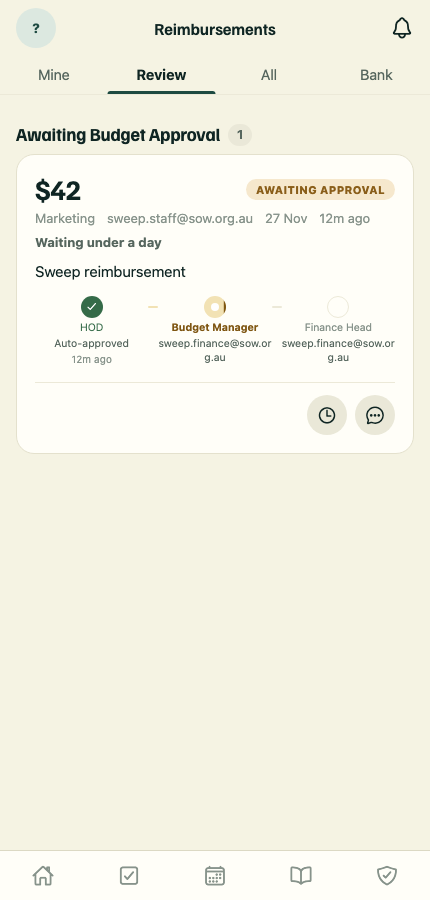 ?
Reimbursements
Mine Review All Bank
Awaiting Budget Approval 1
$42 AWAITING APPROVAL
Marketing sweep.staff@sow.org.au 27 Nov 12m ago
Waiting under a day
Sweep reimbursement
HOD
Auto-approved
12m ago
Budget Manager
sweep.finance@sow.or
g.au
Finance Head
sweep.finance@sow.or
g.au